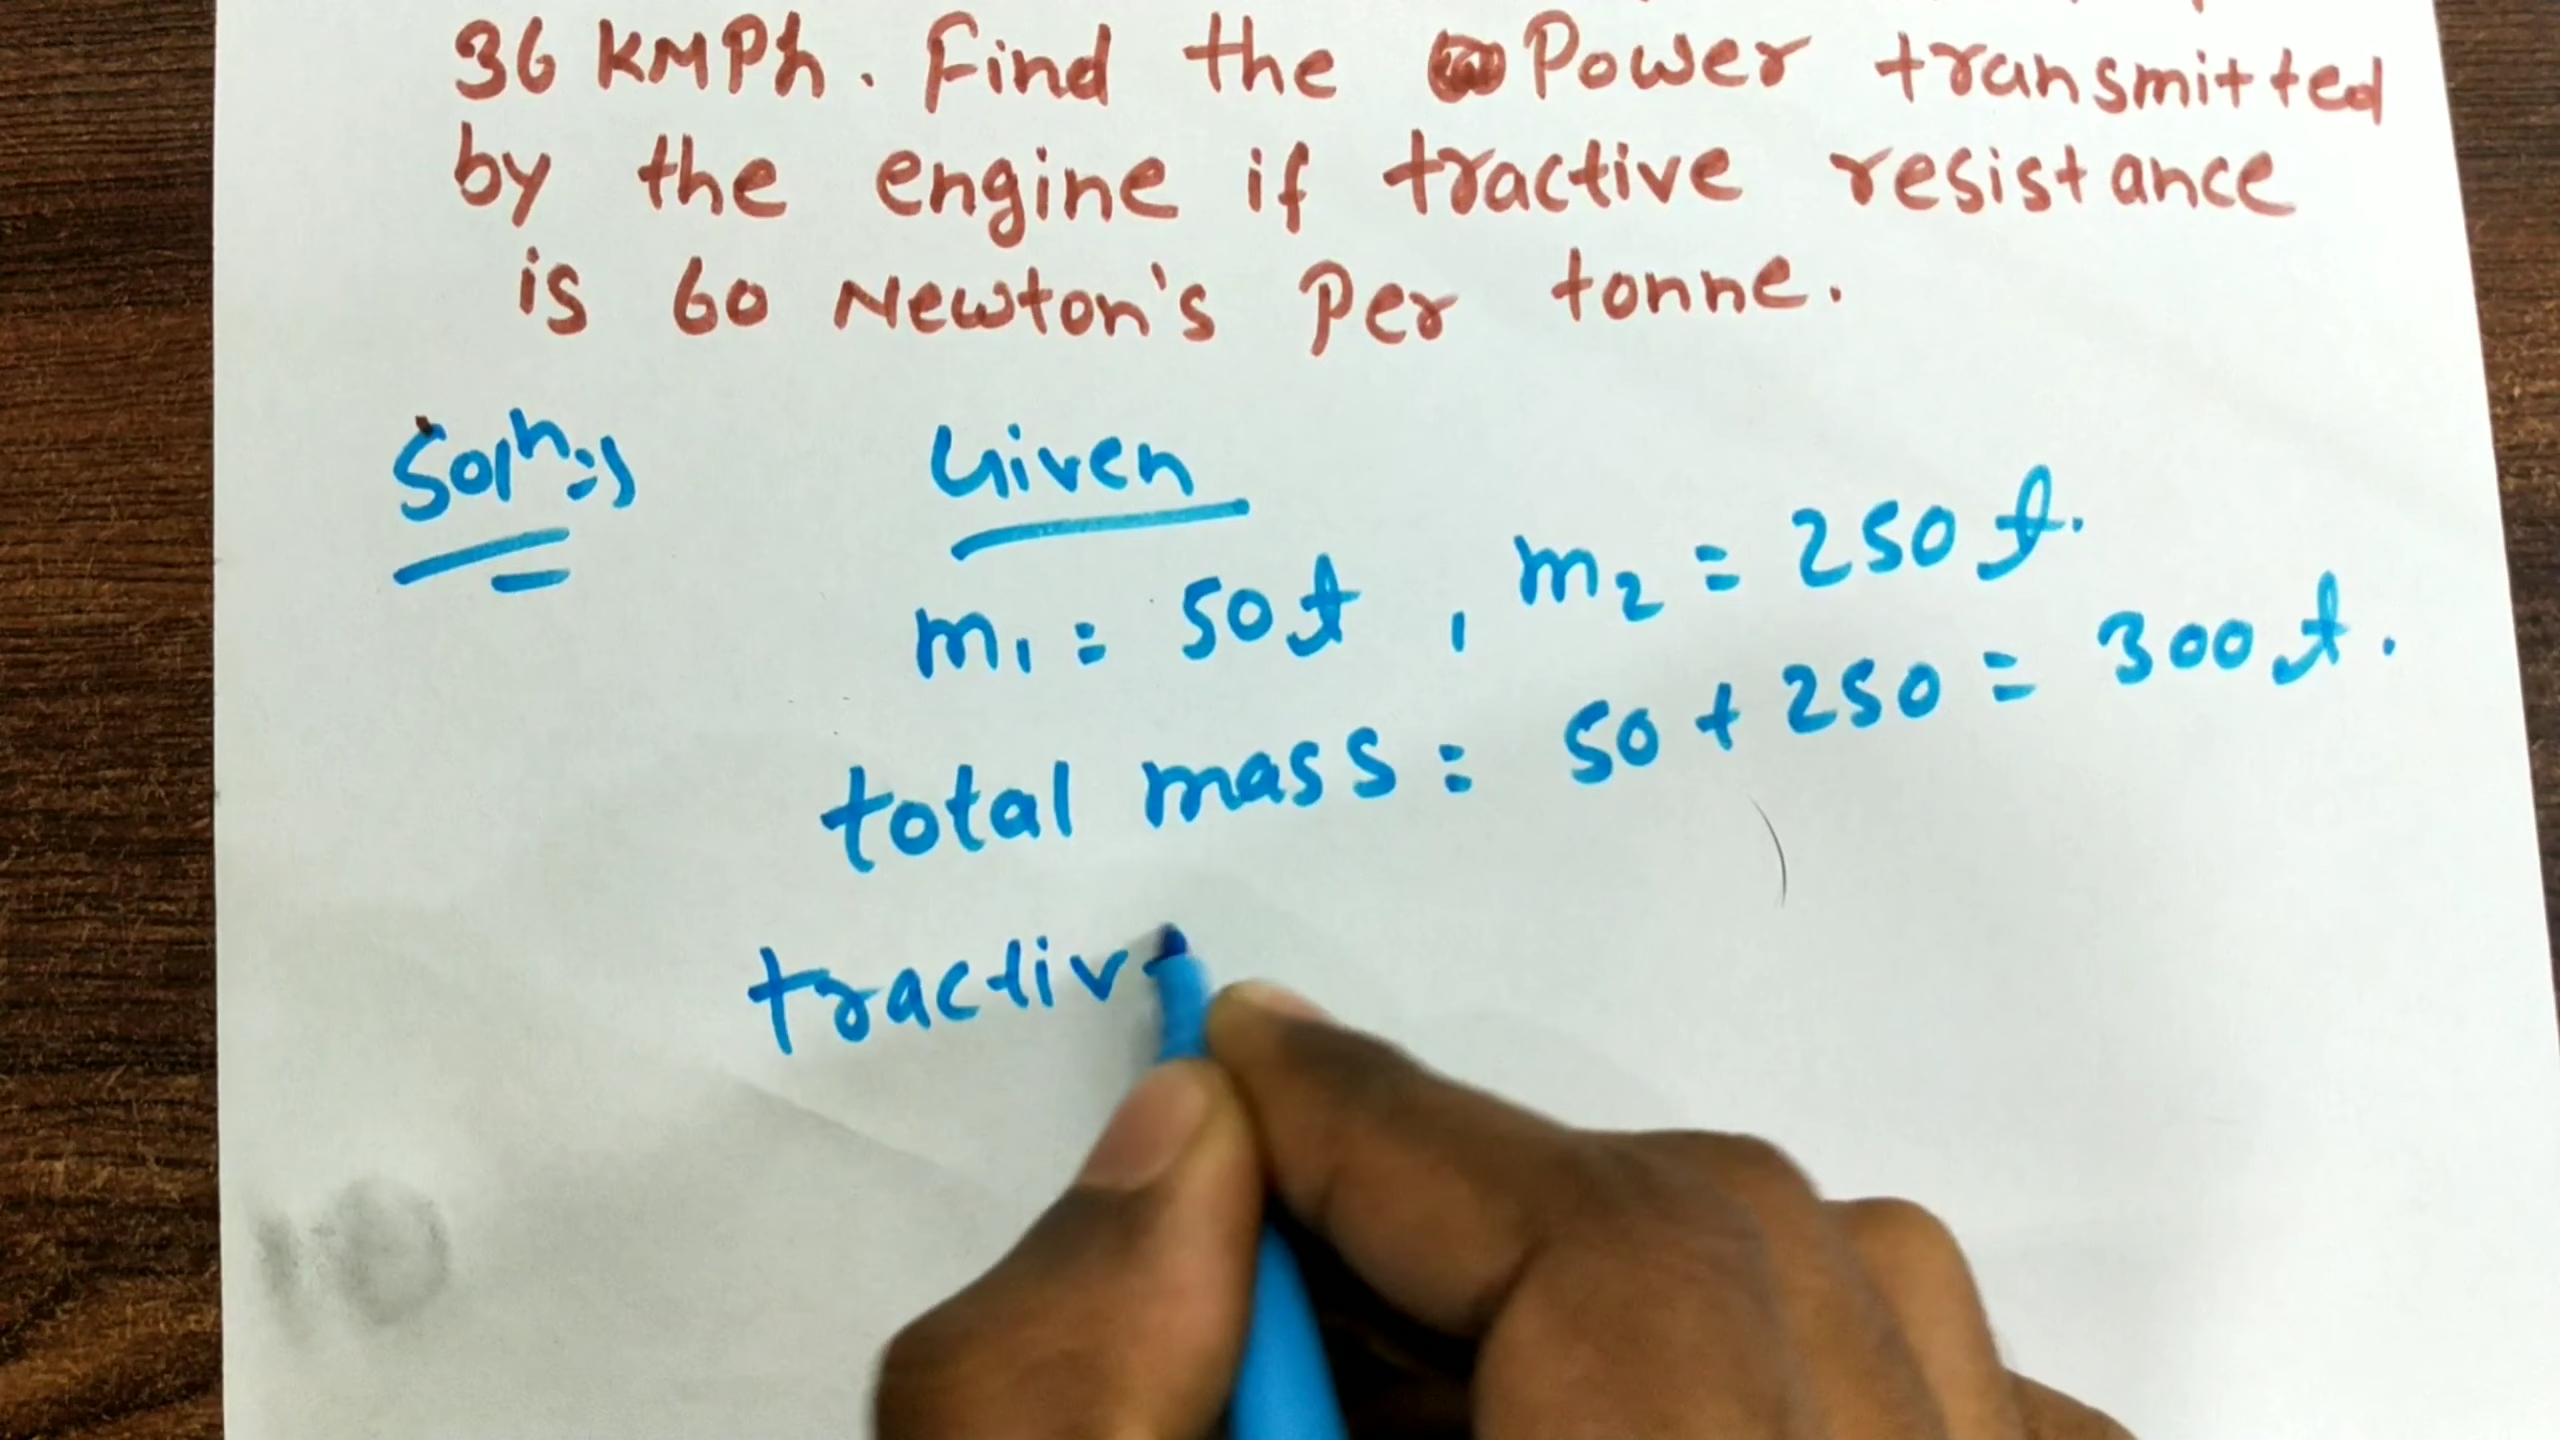 36 KMPh. Find the Power transmitted
by the engine if tractive resistance
is 60 Newton's Per tonne.
Soln:)
Given
m1 = 50t, m2 = 250t.
total mass = 50 + 250 = 300t.
tractiv